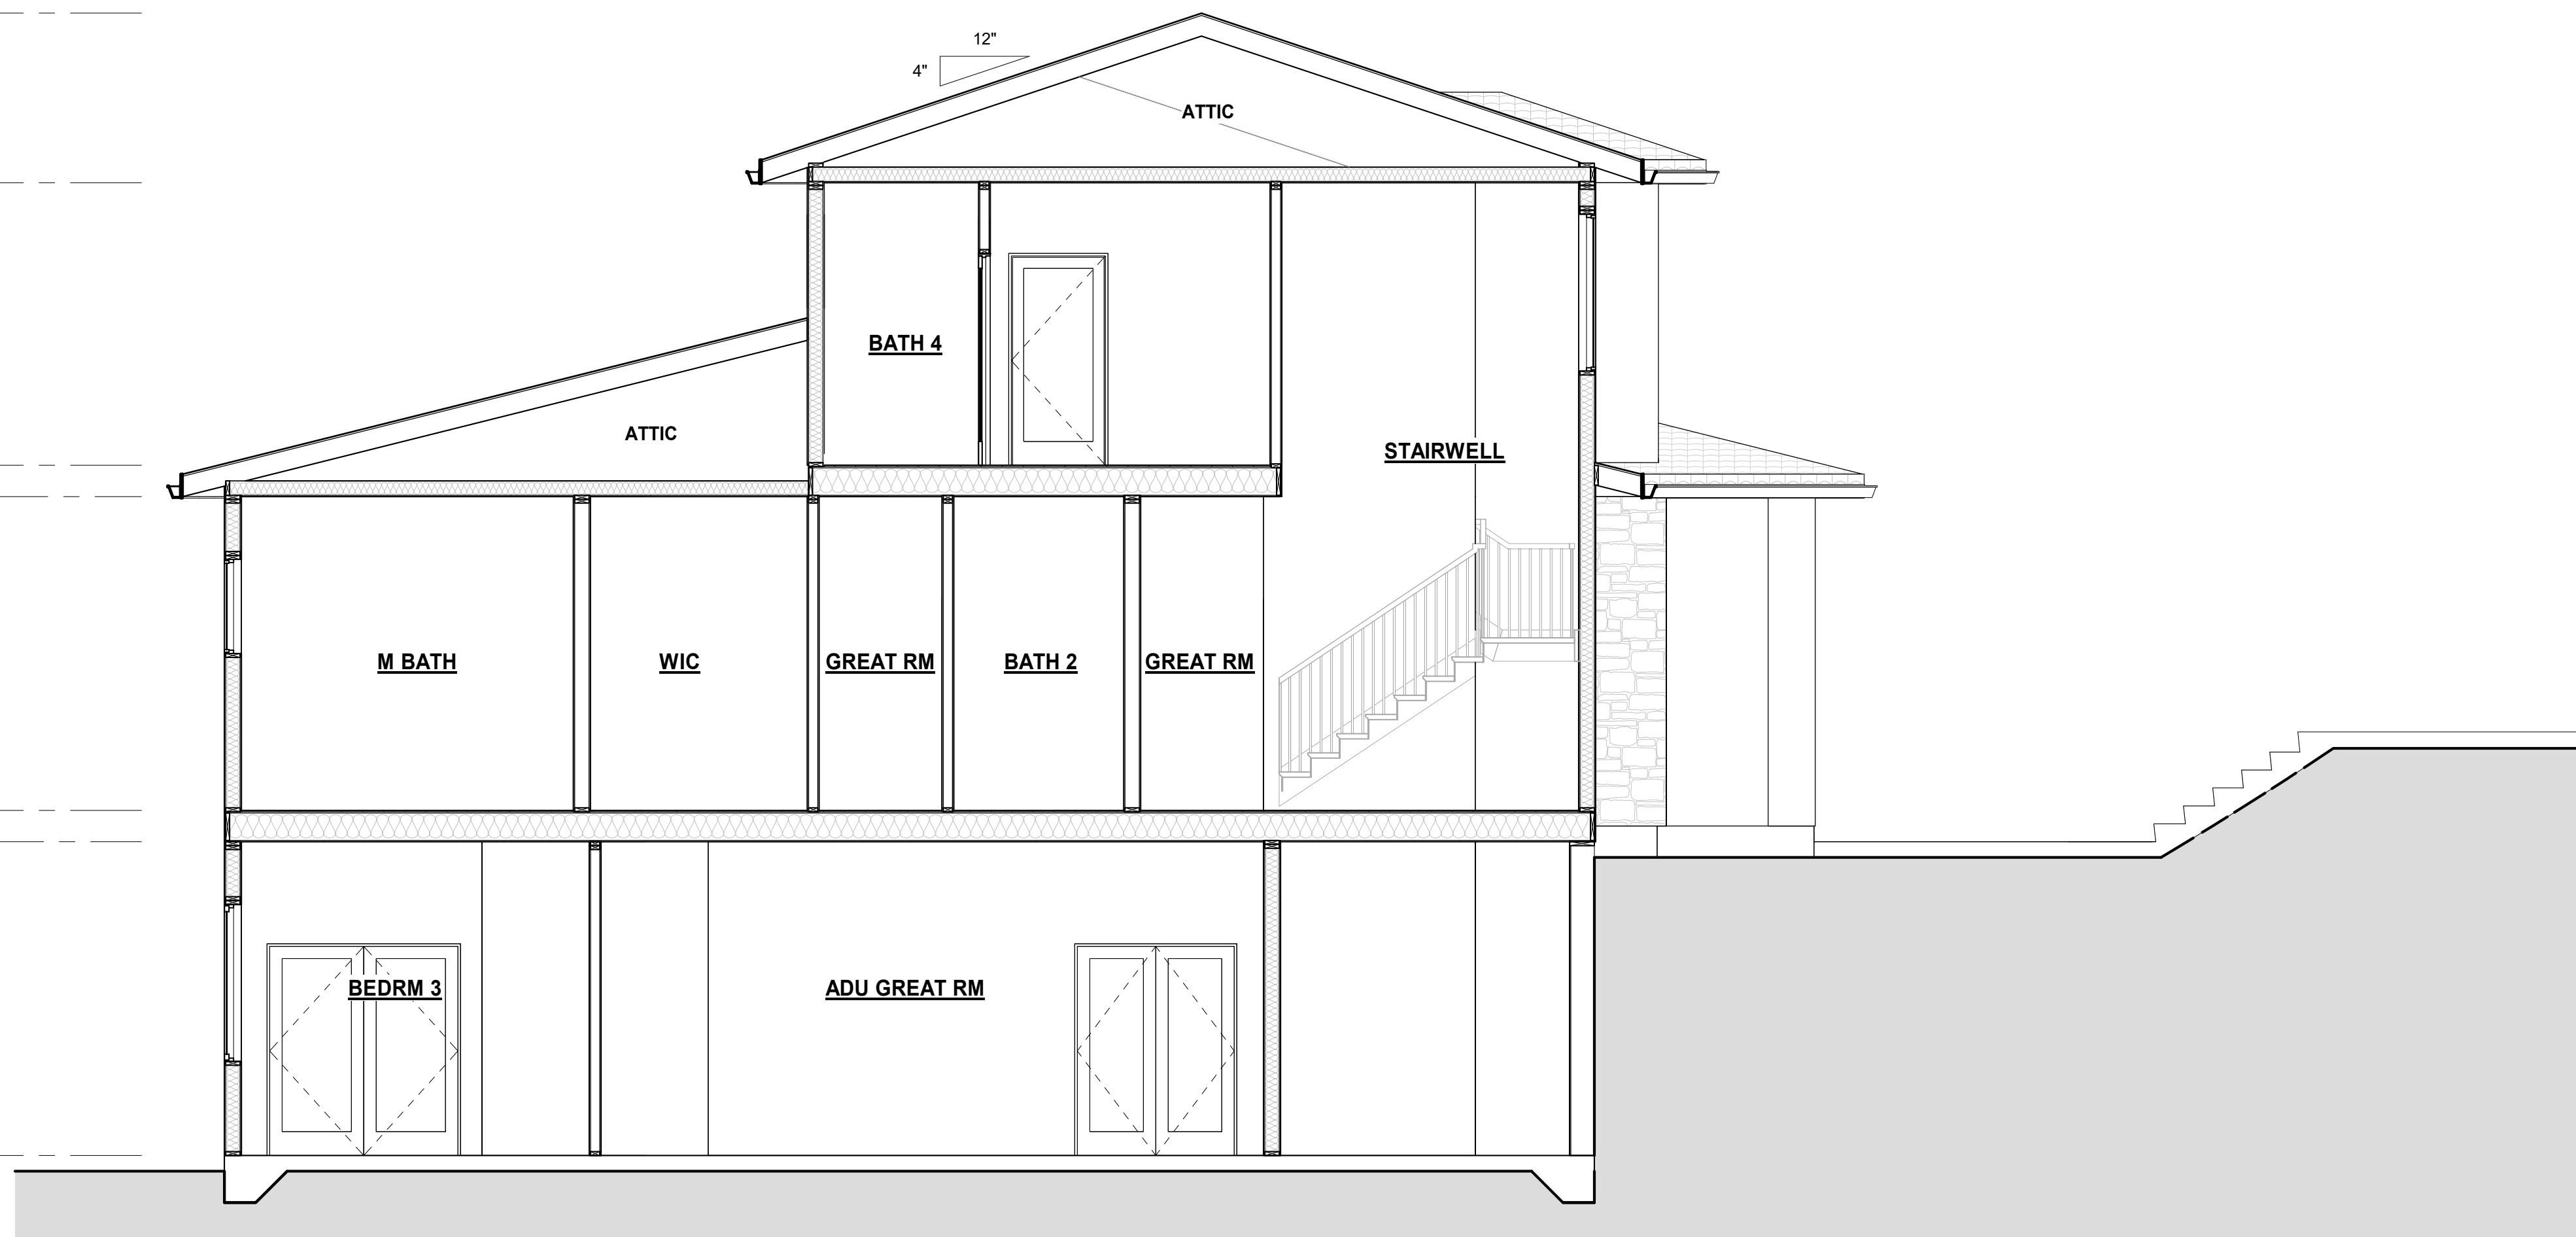 12"
4"
ATTIC
BATH 4
ATTIC
STAIRWELL
M BATH
WIC
GREAT RM
BATH 2
GREAT RM
BEDRM 3
ADU GREAT RM